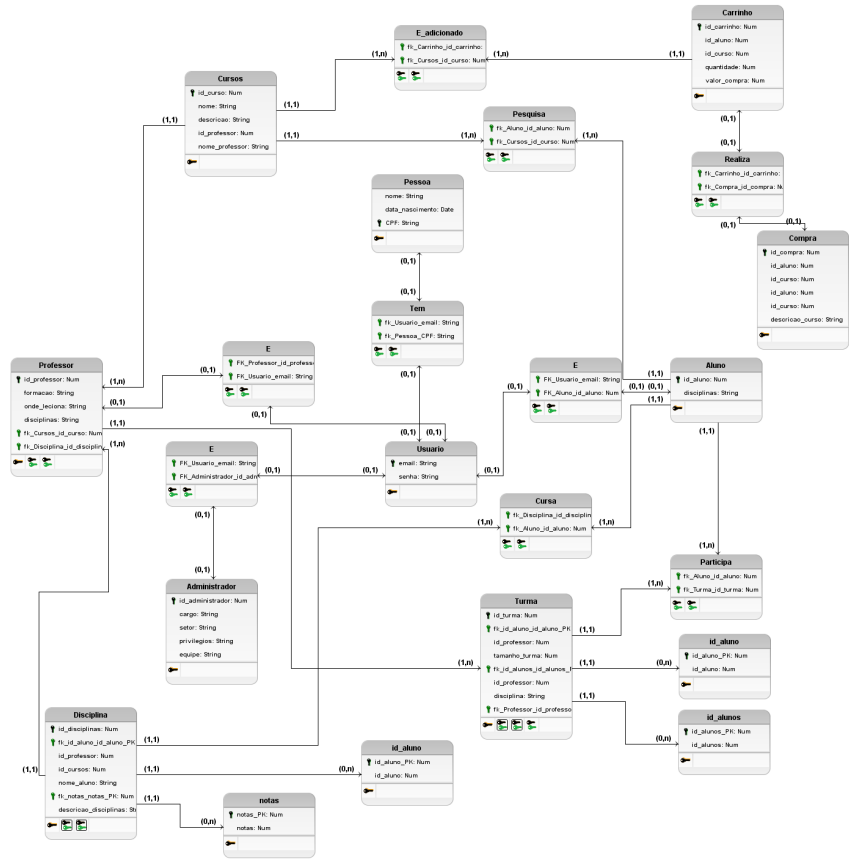 Carrinho
id_carrinho: Num
id_aluno: Num
id_curso: Num
quantidade: Num
valor_compra: Num
E_adicionado
fk_Carrinho_id_carrinho:
fk_Cursos_id_curso: Num
(1,n)
(1,n)
(1,1)
Cursos
id_curso: Num
nome: String
descricao: String
id_professor: Num
nome_professor: String
(1,1)
(1,1)
(1,1)
Pesquisa
fk_Aluno_id_aluno: Num
fk_Cursos_id_curso: Num
(1,n)
(1,n)
(0,1)
(0,1)
Realiza
fk_Carrinho_id_carrinho:
fk_Compra_id_compra: Nu
(0,1)
(0,1)
Compra
id_compra: Num
id_aluno: Num
id_curso: Num
id_aluno: Num
id_curso: Num
descricao_curso: String
Pessoa
nome: String
data_nascimento: Date
CPF: String
(0,1)
(0,1)
Tem
fk_Usuario_email: String
fk_Pessoa_CPF: String
(0,1)
(0,1)
(0,1)
E
FK_Professor_id_profess
FK_Usuario_email: String
(0,1)
(0,1)
Professor
id_professor: Num
formacao: String
onde_leciona: String
disciplinas: String
fk_Cursos_id_curso: Num
fk_Disciplina_id_disciplin
(1,n)
(0,1)
(1,1)
(1,n)
E
FK_Usuario_email: String
FK_Aluno_id_aluno: Num
(0,1)
(0,1)
(0,1)
Aluno
id_aluno: Num
disciplinas: String
(1,1)
(1,1)
(1,1)
Usuario
email: String
senha: String
(0,1)
(0,1)
E
FK_Usuario_email: String
FK_Administrador_id_adm
(0,1)
(0,1)
(0,1)
Administrador
id_administrador: Num
cargo: String
setor: String
privilegios: String
equipe: String
Cursa
fk_Disciplina_id_disciplin
fk_Aluno_id_aluno: Num
(1,n)
(1,n)
(1,n)
Participa
fk_Aluno_id_aluno: Num
fk_Turma_id_turma: Num
(1,n)
Turma
id_turma: Num
fk_id_aluno_id_aluno_PK
id_professor: Num
tamanho_turma: Num
fk_id_alunos_id_alunos_
id_professor: Num
disciplina: String
fk_Professor_id_professo
(1,n)
(1,1)
(1,1)
(1,1)
id_aluno
id_aluno_PK: Num
id_aluno: Num
(0,n)
id_alunos
id_alunos_PK: Num
id_alunos: Num
(0,n)
Disciplina
id_disciplinas: Num
fk_id_aluno_id_aluno_PK
id_professor: Num
id_cursos: Num
nome_aluno: String
fk_notas_notas_PK: Num
descricao_disciplinas: St
(1,1)
(1,1)
(1,1)
(1,1)
id_aluno
id_aluno_PK: Num
id_aluno: Num
(0,n)
notas
notas_PK: Num
notas: Num
(0,n)